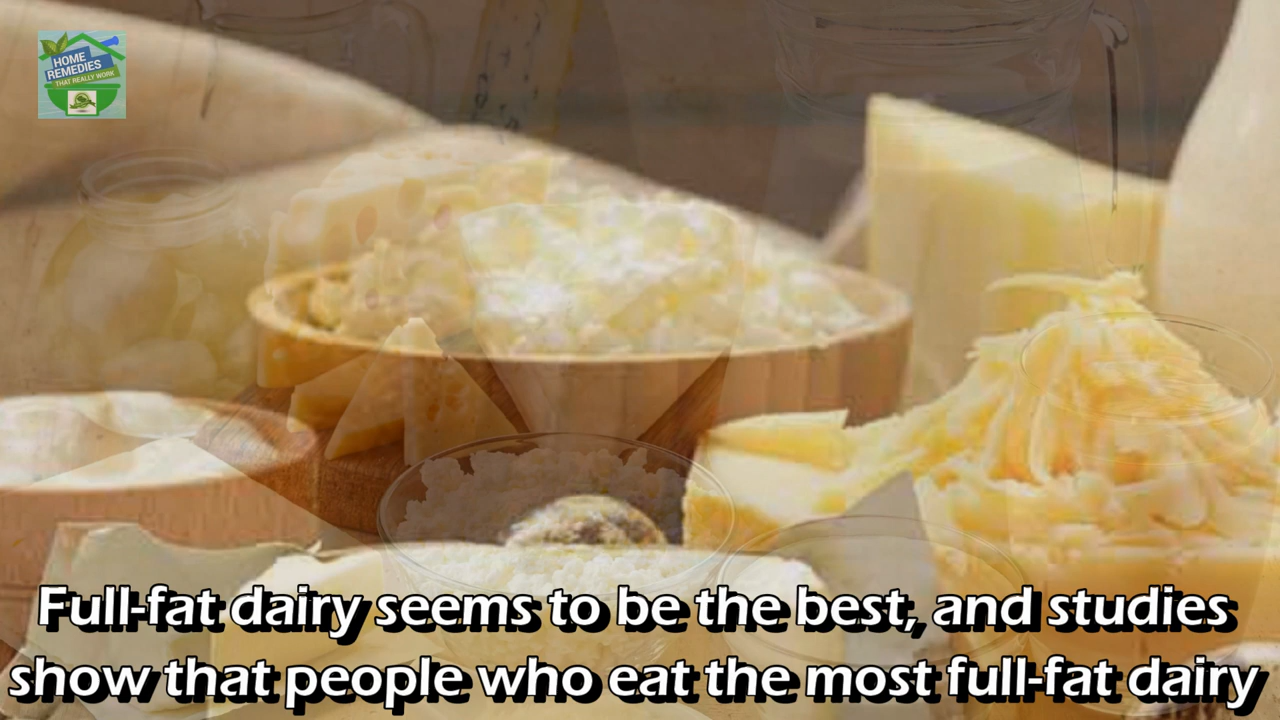 HOME
REMEDIES
THAT REALLY WORK
Full-fat dairy seems to be the best, and studies
show that people who eat the most full-fat dairy